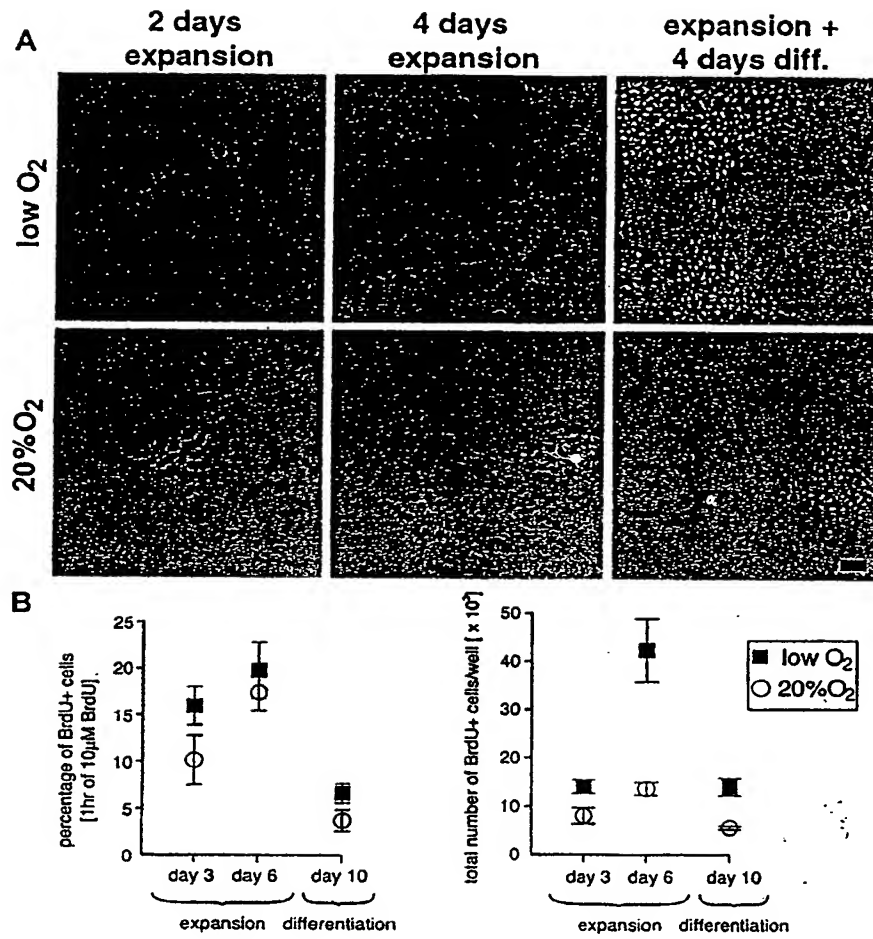 A
2 days
expansion
4 days
expansion
expansion +
4 days diff.
low O2
20%O2
B
percentage of BrdU+ cells
[1hr of 10µM BrdU].
25
20
15
10
5
0
day 3 day 6 day 10
expansion differentiation
total number of BrdU+ cells/well
50
40
30
20
10
0
day 3 day 6 day 10
expansion differentiation
low O2
20%O2